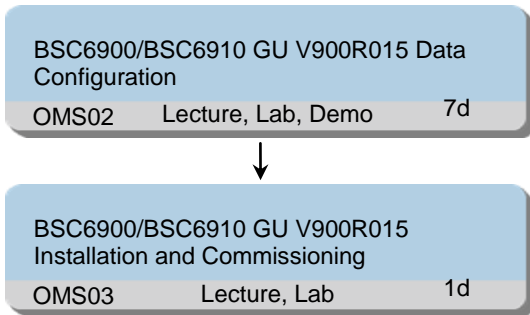 BSC6900/BSC6910 GU V900R015 Data
Configuration
OMS02 Lecture, Lab, Demo 7d
BSC6900/BSC6910 GU V900R015
Installation and Commissioning
OMS03 Lecture, Lab 1d